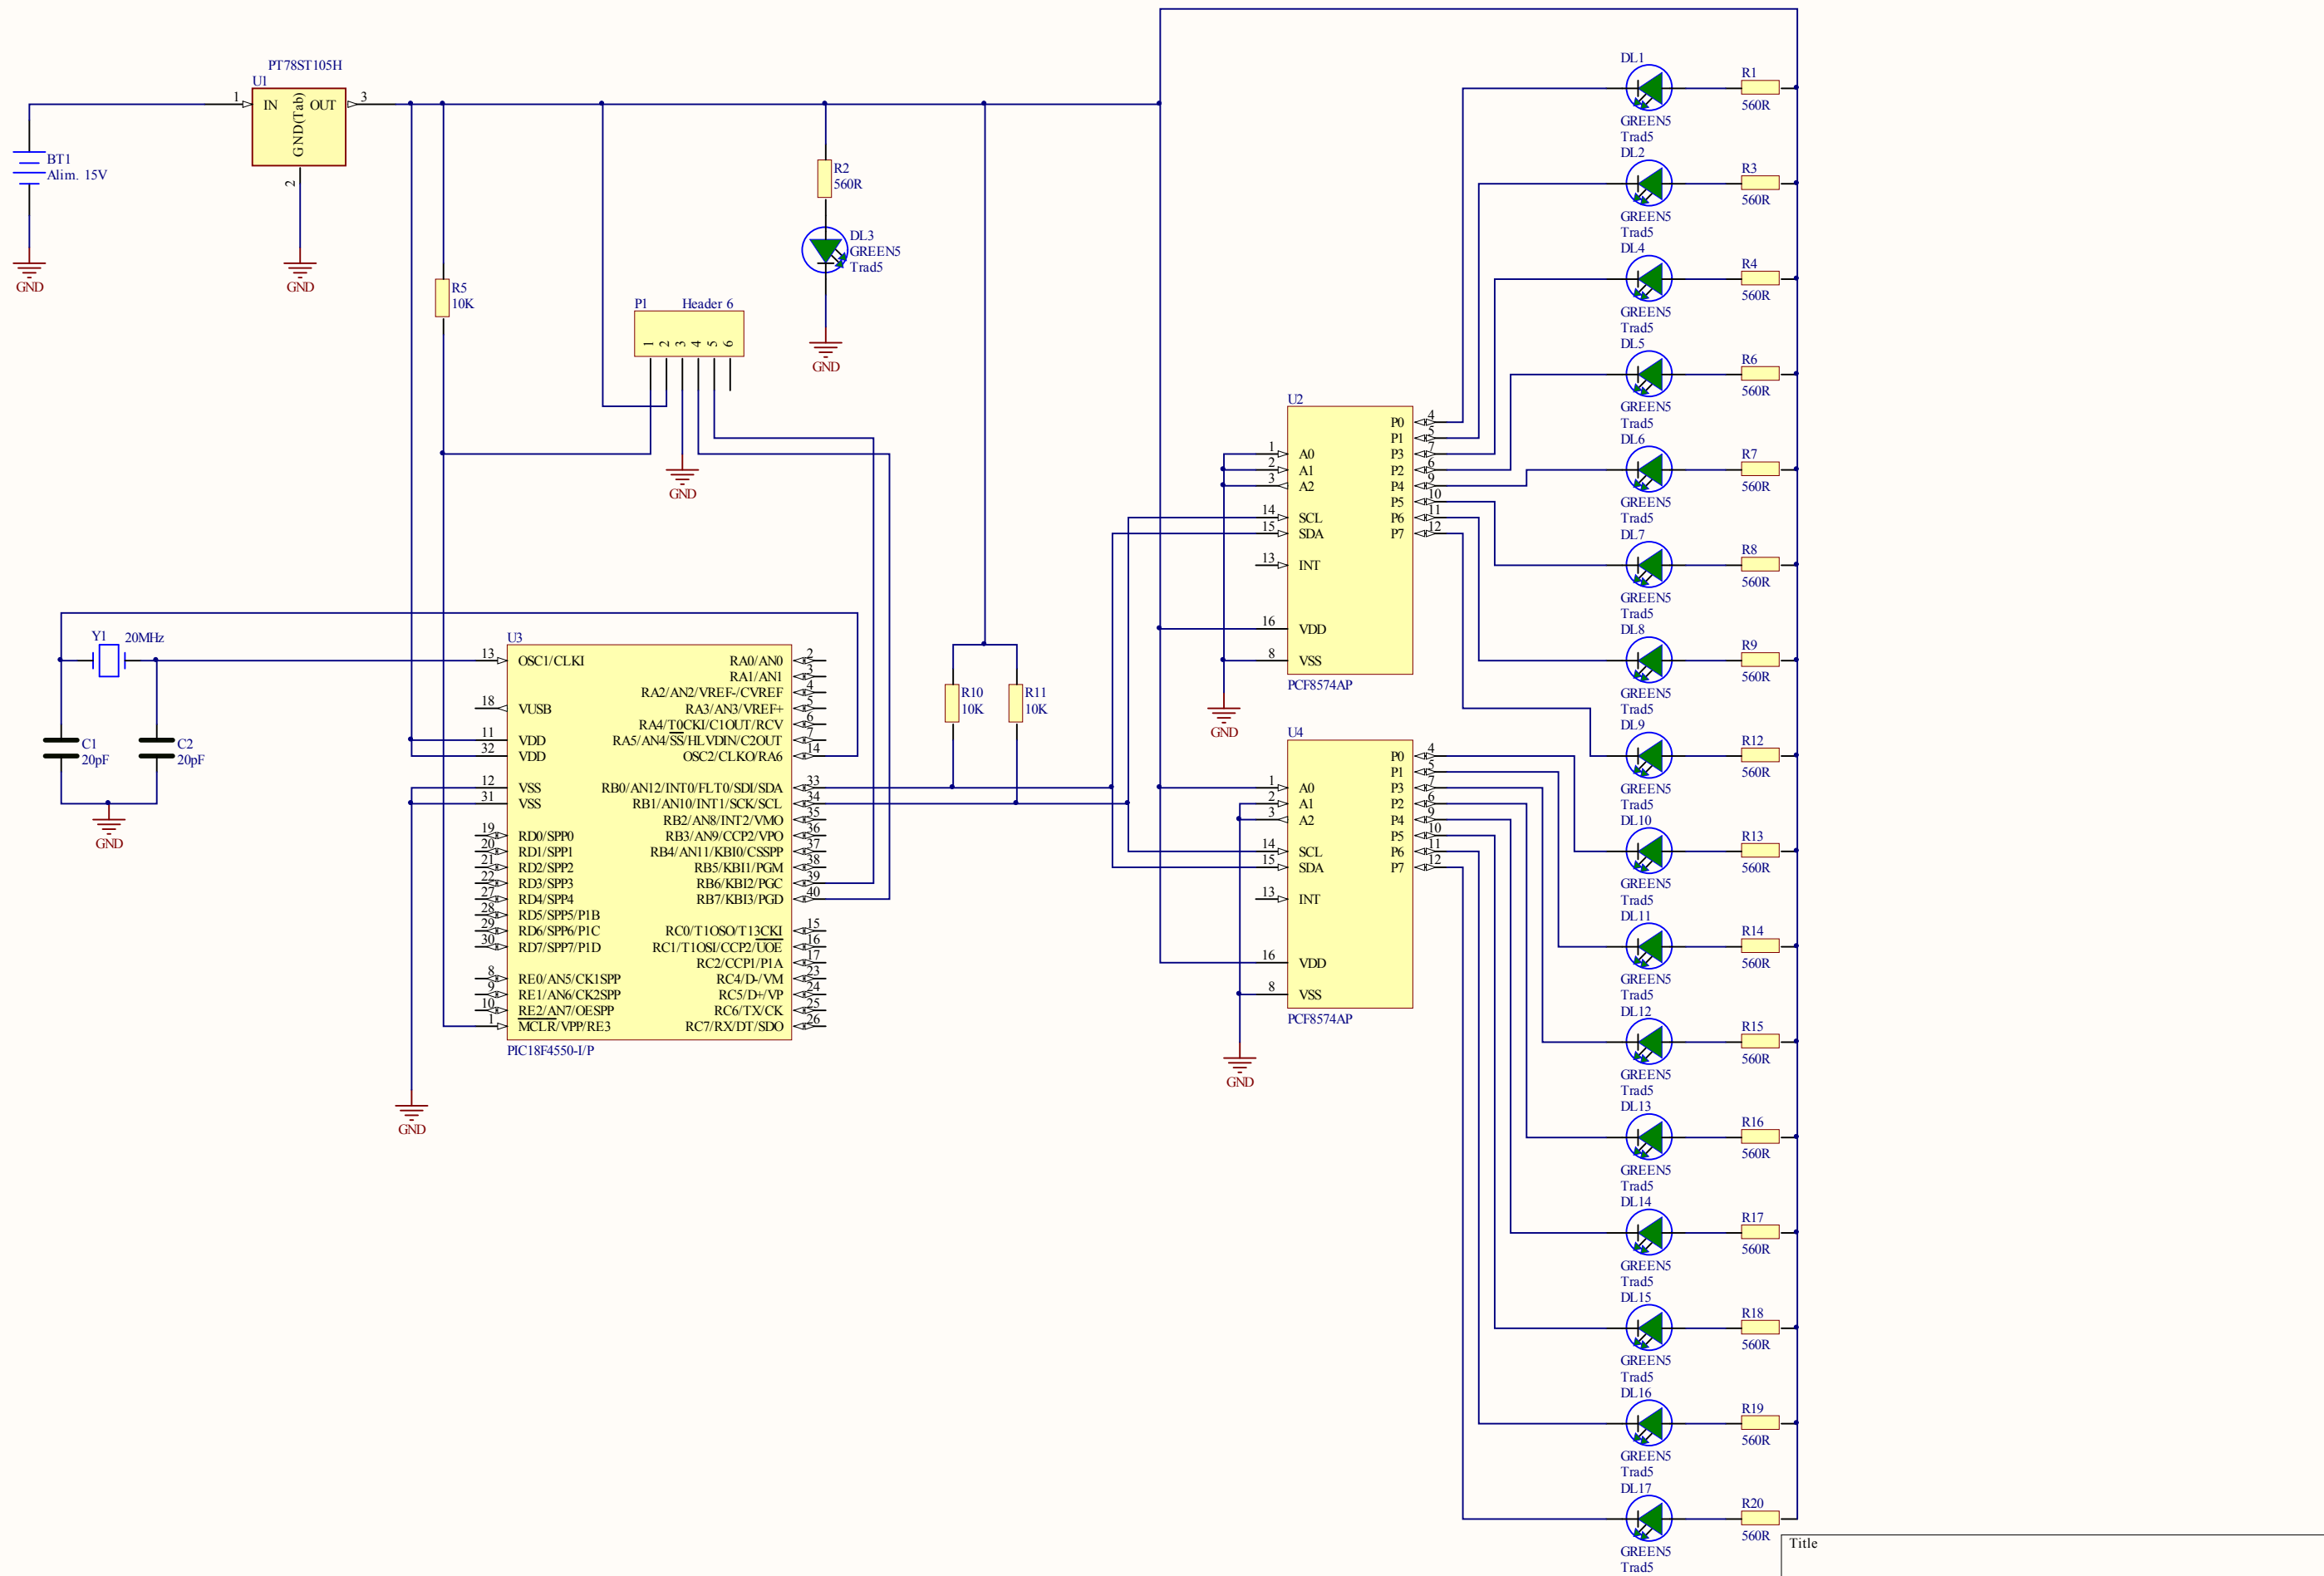 PT78ST105H
U1
1
IN
GND(Tab)
OUT
3
2
BT1
Alim. 15V
GND
GND
R5
10K
R2
560R
DL3
GREEN5
Trad5
GND
P1
Header 6
1
2
3
4
5
6
GND
Y1
20MHz
C1
20pF
C2
20pF
GND
U3
13 OSC1/CLKI
18 VUSB
11 VDD
32 VDD
12 VSS
31 VSS
19 RD0/SPP0
20 RD1/SPP1
21 RD2/SPP2
22 RD3/SPP3
27 RD4/SPP4
28 RD5/SPP5/P1B
29 RD6/SPP6/P1C
30 RD7/SPP7/P1D
8 RE0/AN5/CK1SPP
9 RE1/AN6/CK2SPP
10 RE2/AN7/OESPP
1 MCLR/VPP/RE3
RA0/AN0 2
RA1/AN1 3
RA2/AN2/VREF-/CVREF 4
RA3/AN3/VREF+ 5
RA4/T0CKI/C1OUT/RCV 6
RA5/AN4/SS/HLVDIN/C2OUT 7
OSC2/CLKO/RA6 14
RB0/AN12/INT0/FLT0/SDI/SDA 33
RB1/AN10/INT1/SCK/SCL 34
RB2/AN8/INT2/VMO 35
RB3/AN9/CCP2/VPO 36
RB4/AN11/KBI0/CSSPP 37
RB5/KBI1/PGM 38
RB6/KBI2/PGC 39
RB7/KBI3/PGD 40
RC0/T1OSO/T13CKI 15
RC1/T1OSI/CCP2/UOE 16
RC2/CCP1/P1A 17
RC4/D-/VM 23
RC5/D+/VP 24
RC6/TX/CK 25
RC7/RX/DT/SDO 26
PIC18F4550-I/P
GND
R10
10K
R11
10K
U2
1 A0
2 A1
3 A2
14 SCL
15 SDA
13 INT
16 VDD
8 VSS
P0 4
P1 5
P3 7
P2 6
P4 9
P5 10
P6 11
P7 12
PCF8574AP
GND
U4
1 A0
2 A1
3 A2
14 SCL
15 SDA
13 INT
16 VDD
8 VSS
P0 4
P1 5
P3 7
P2 6
P4 9
P5 10
P6 11
P7 12
PCF8574AP
GND
DL1
GREEN5
Trad5
R1
560R
DL2
GREEN5
Trad5
R3
560R
DL4
GREEN5
Trad5
R4
560R
DL5
GREEN5
Trad5
R6
560R
DL6
GREEN5
Trad5
R7
560R
DL7
GREEN5
Trad5
R8
560R
DL8
GREEN5
Trad5
R9
560R
DL9
GREEN5
Trad5
R12
560R
DL10
GREEN5
Trad5
R13
560R
DL11
GREEN5
Trad5
R14
560R
DL12
GREEN5
Trad5
R15
560R
DL13
GREEN5
Trad5
R16
560R
DL14
GREEN5
Trad5
R17
560R
DL15
GREEN5
Trad5
R18
560R
DL16
GREEN5
Trad5
R19
560R
DL17
GREEN5
Trad5
R20
560R
Title